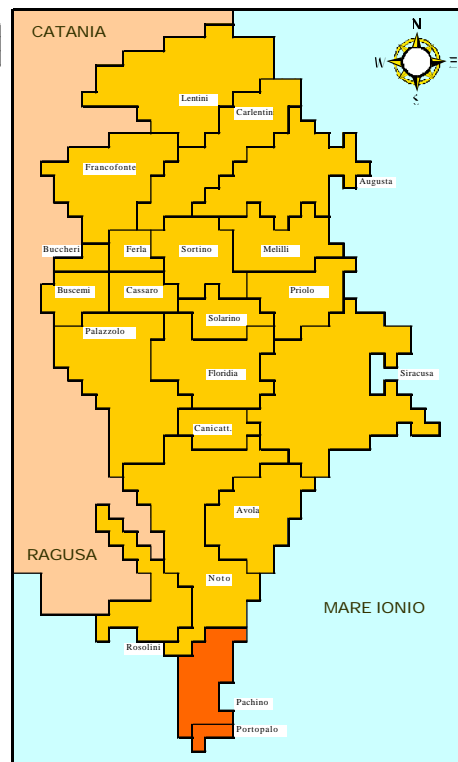 CATANIA
N
W E
S
Lentini
Carlentin
Francofonte
Augusta
Buccheri
Ferla
Sortino
Melilli
Buscemi
Cassaro
Priolo
Solarino
Palazzolo
Floridia
Siracusa
Canicatt.
Avola
RAGUSA
Noto
MARE IONIO
Rosolini
Pachino
Portopalo